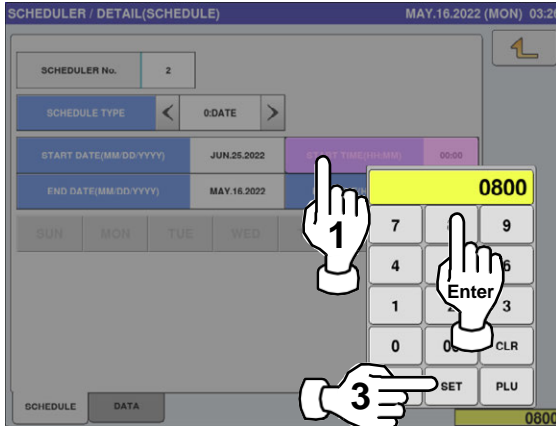 SCHEDULER / DETAIL(SCHEDULE) MAY.16.2022 (MON) 03:20
SCHEDULER No. 2
SCHEDULE TYPE 0:DATE
START DATE(MM/DD/YYYY) JUN.25.2022 START TIME(HH:MM) 00:00
END DATE(MM/DD/YYYY) MAY.16.2022
SUN MON TUE WED
0800
7 9
4 6
1 3
0 CLR
SET PLU
1
Enter
3
SCHEDULE DATA
0800